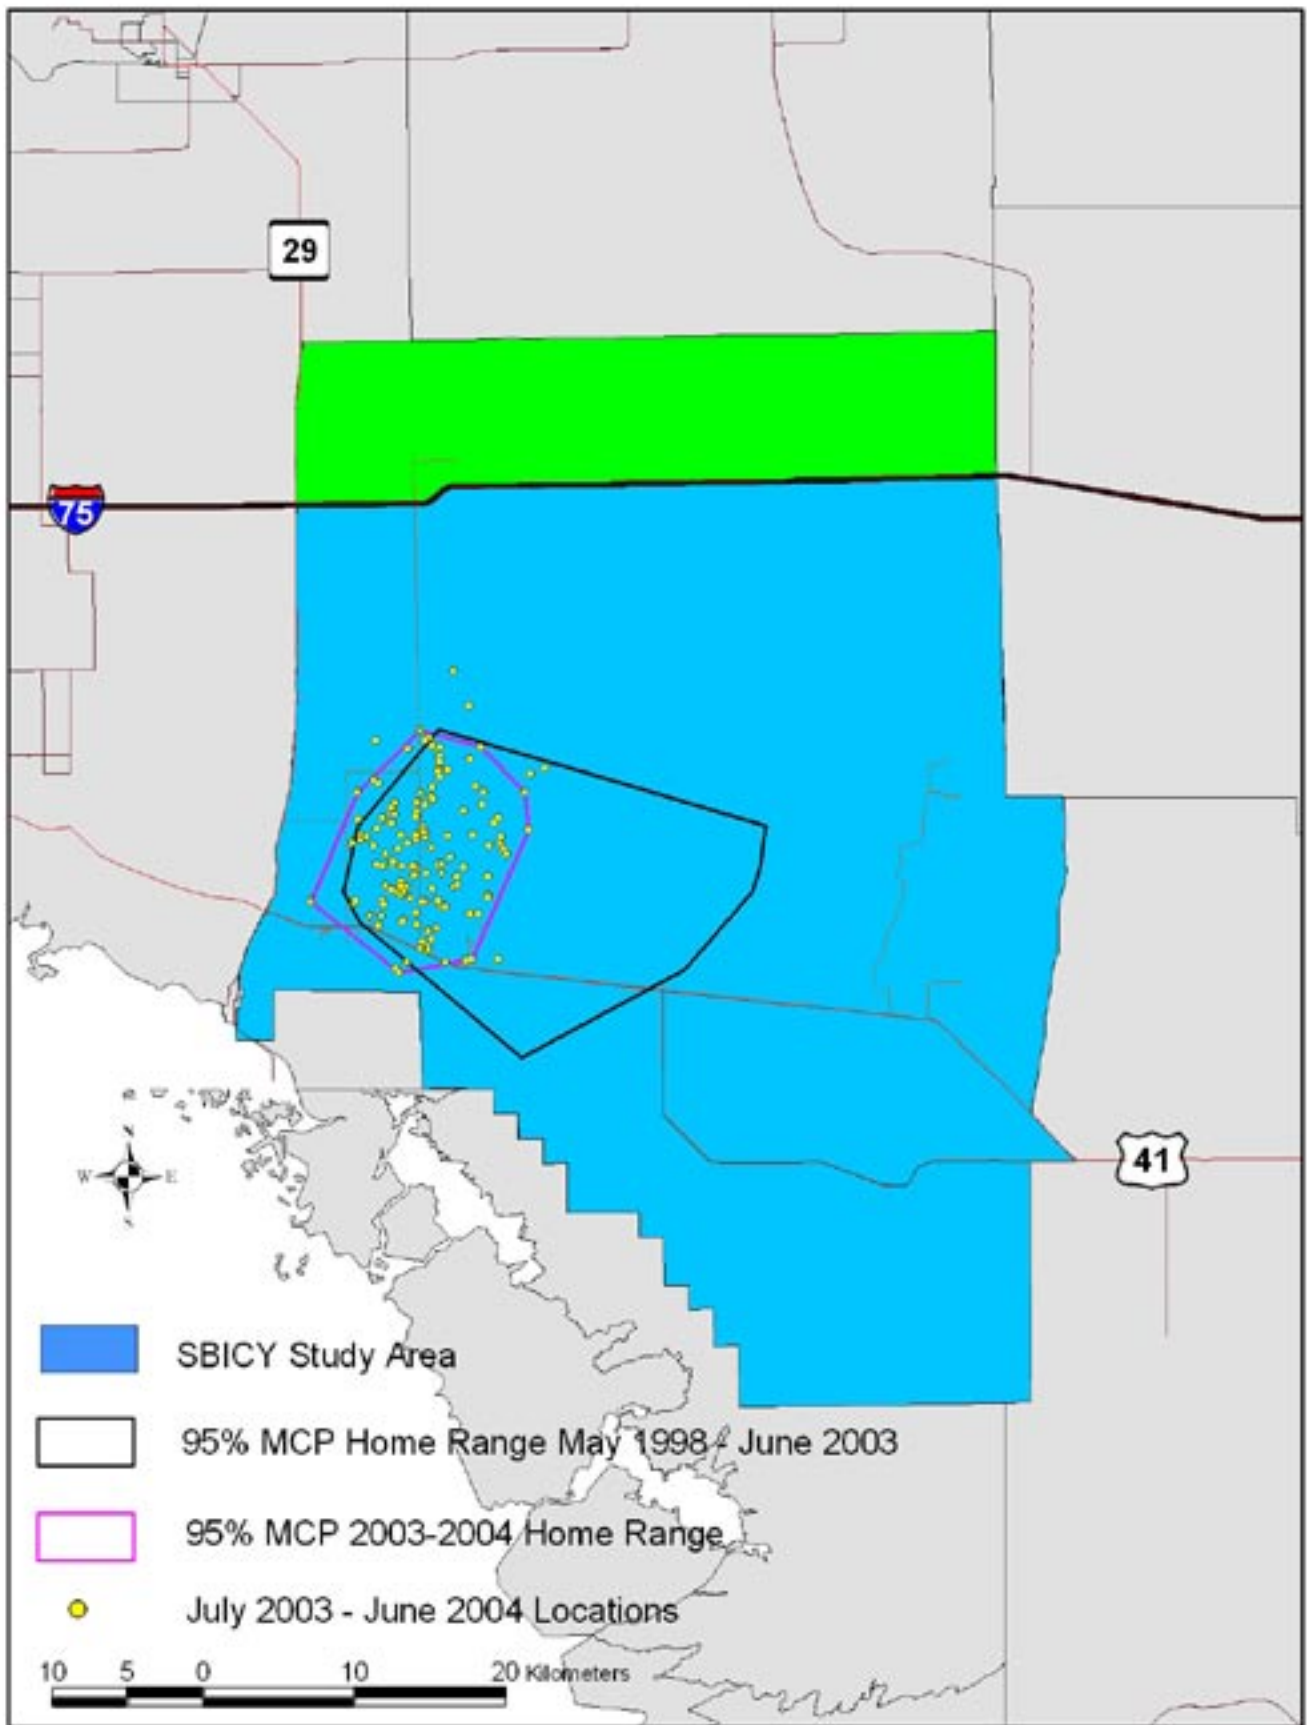 29
75
41
N
W E
SBICY Study Area
95% MCP Home Range May 1998 - June 2003
95% MCP 2003-2004 Home Range
July 2003 - June 2004 Locations
10 5 0 10 20 Kilometers